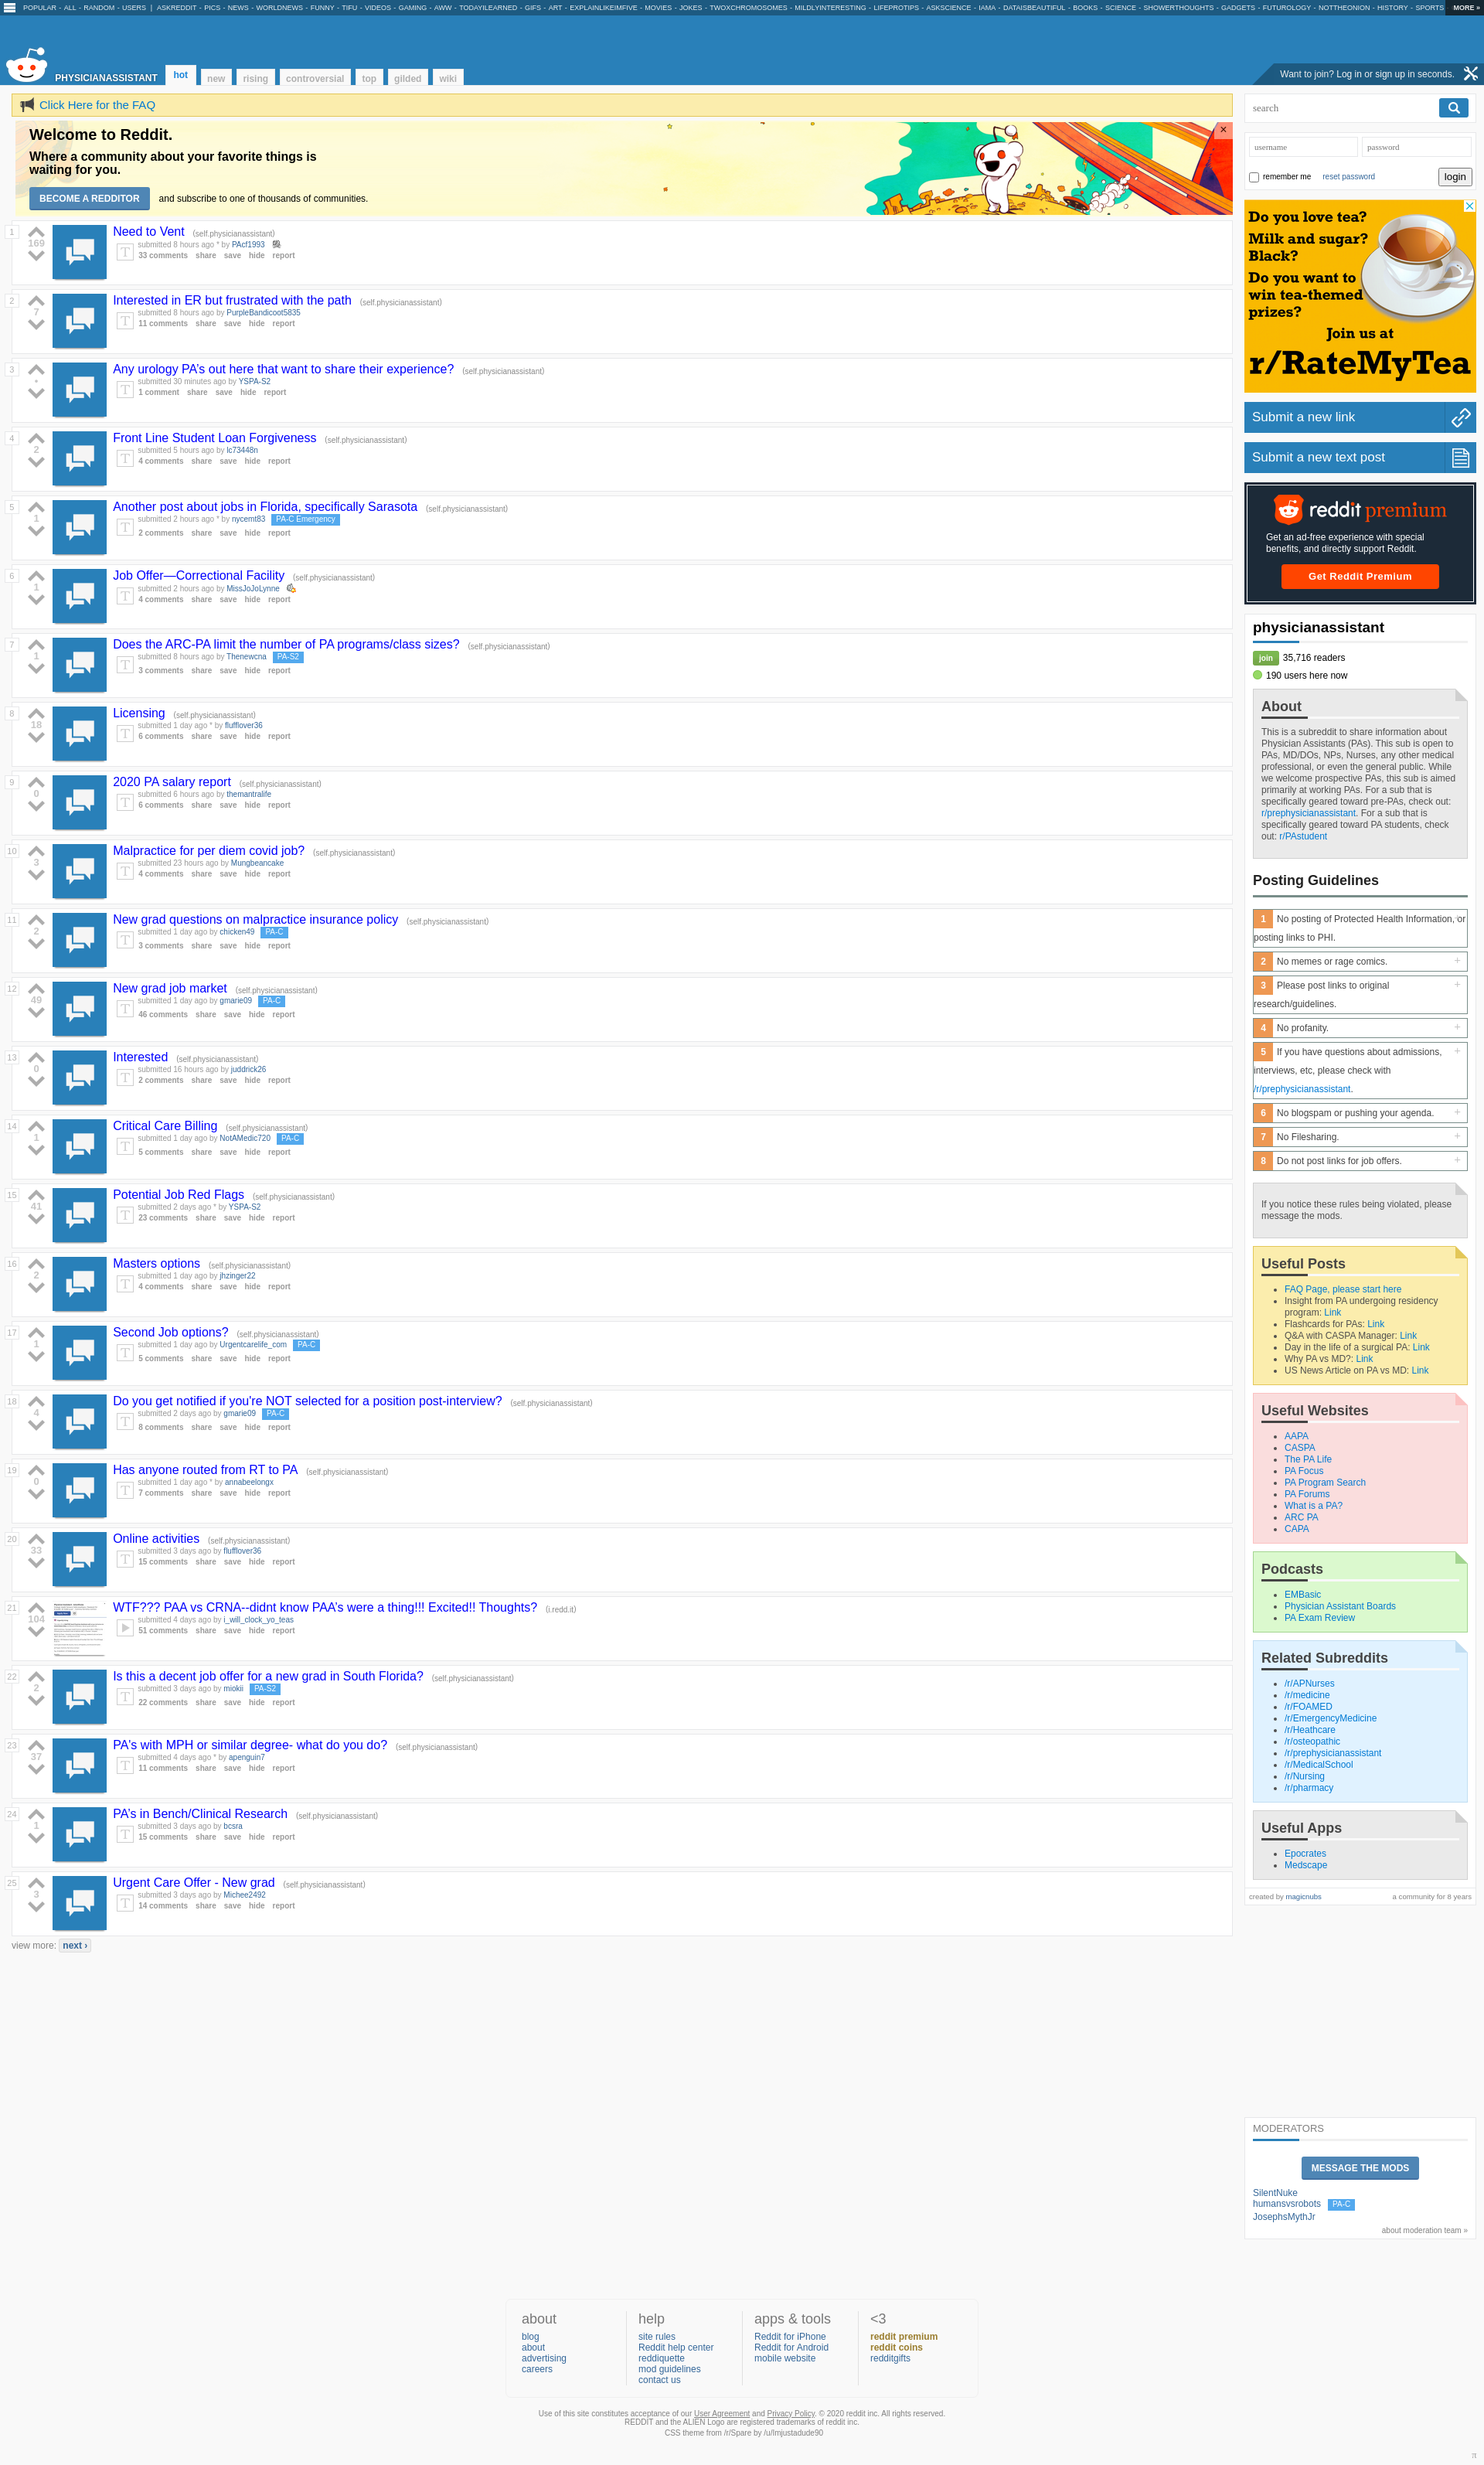 POPULAR - ALL - RANDOM - USERS | ASKREDDIT - PICS - NEWS - WORLDNEWS - FUNNY - TIFU - VIDEOS - GAMING - AWW - TODAYILEARNED - GIFS - ART - EXPLAINLIKEIMFIVE - MOVIES - JOKES - TWOXCHROMOSOMES - MILDLYINTERESTING - LIFEPROTIPS - ASKSCIENCE - IAMA - DATAISBEAUTIFUL - BOOKS - SCIENCE - SHOWERTHOUGHTS - GADGETS - FUTUROLOGY - NOTTHEONION - HISTORY - SPORTS MORE »
PHYSICIANASSISTANT hot new rising controversial top gilded wiki
Want to join? Log in or sign up in seconds.
Click Here for the FAQ
Welcome to Reddit.
Where a community about your favorite things is
waiting for you.
BECOME A REDDITOR and subscribe to one of thousands of communities.
×
1
169
Need to Vent (self.physicianassistant)
submitted 8 hours ago * by PAcf1993
33 comments share save hide report
2
7
Interested in ER but frustrated with the path (self.physicianassistant)
submitted 8 hours ago by PurpleBandicoot5835
11 comments share save hide report
3
•
Any urology PA's out here that want to share their experience? (self.physicianassistant)
submitted 30 minutes ago by YSPA-S2
1 comment share save hide report
4
2
Front Line Student Loan Forgiveness (self.physicianassistant)
submitted 5 hours ago by lc73448n
4 comments share save hide report
5
1
Another post about jobs in Florida, specifically Sarasota (self.physicianassistant)
submitted 2 hours ago * by nycemt83 PA-C Emergency
2 comments share save hide report
6
1
Job Offer—Correctional Facility (self.physicianassistant)
submitted 2 hours ago by MissJoJoLynne
4 comments share save hide report
7
1
Does the ARC-PA limit the number of PA programs/class sizes? (self.physicianassistant)
submitted 8 hours ago by Thenewcna PA-S2
3 comments share save hide report
8
18
Licensing (self.physicianassistant)
submitted 1 day ago * by flufflover36
6 comments share save hide report
9
0
2020 PA salary report (self.physicianassistant)
submitted 6 hours ago by themantralife
6 comments share save hide report
10
3
Malpractice for per diem covid job? (self.physicianassistant)
submitted 23 hours ago by Mungbeancake
4 comments share save hide report
11
2
New grad questions on malpractice insurance policy (self.physicianassistant)
submitted 1 day ago by chicken49 PA-C
3 comments share save hide report
12
49
New grad job market (self.physicianassistant)
submitted 1 day ago by gmarie09 PA-C
46 comments share save hide report
13
0
Interested (self.physicianassistant)
submitted 16 hours ago by juddrick26
2 comments share save hide report
14
1
Critical Care Billing (self.physicianassistant)
submitted 1 day ago by NotAMedic720 PA-C
5 comments share save hide report
15
41
Potential Job Red Flags (self.physicianassistant)
submitted 2 days ago * by YSPA-S2
23 comments share save hide report
16
2
Masters options (self.physicianassistant)
submitted 1 day ago by jhzinger22
4 comments share save hide report
17
1
Second Job options? (self.physicianassistant)
submitted 1 day ago by Urgentcarelife_com PA-C
5 comments share save hide report
18
4
Do you get notified if you're NOT selected for a position post-interview? (self.physicianassistant)
submitted 2 days ago by gmarie09 PA-C
8 comments share save hide report
19
0
Has anyone routed from RT to PA (self.physicianassistant)
submitted 1 day ago * by annabeelongx
7 comments share save hide report
20
33
Online activities (self.physicianassistant)
submitted 3 days ago by flufflover36
15 comments share save hide report
21
104
WTF??? PAA vs CRNA--didnt know PAA's were a thing!!! Excited!! Thoughts? (i.redd.it)
submitted 4 days ago by i_will_clock_yo_teas
51 comments share save hide report
22
2
Is this a decent job offer for a new grad in South Florida? (self.physicianassistant)
submitted 3 days ago by miokii PA-S2
22 comments share save hide report
23
37
PA's with MPH or similar degree- what do you do? (self.physicianassistant)
submitted 4 days ago * by apenguin7
11 comments share save hide report
24
1
PA's in Bench/Clinical Research (self.physicianassistant)
submitted 3 days ago by bcsra
15 comments share save hide report
25
3
Urgent Care Offer - New grad (self.physicianassistant)
submitted 3 days ago by Michee2492
14 comments share save hide report
view more: next ›
search
username password
remember me reset password login
Do you love tea?
Milk and sugar?
Black?
Do you want to
win tea-themed
prizes?
Join us at
r/RateMyTea
Submit a new link
Submit a new text post
reddit premium
Get an ad-free experience with special
benefits, and directly support Reddit.
Get Reddit Premium
physicianassistant
join 35,716 readers
190 users here now
About
This is a subreddit to share information about
Physician Assistants (PAs). This sub is open to
PAs, MD/DOs, NPs, Nurses, any other medical
professional, or even the general public. While
we welcome prospective PAs, this sub is aimed
primarily at working PAs. For a sub that is
specifically geared toward pre-PAs, check out:
r/prephysicianassistant. For a sub that is
specifically geared toward PA students, check
out: r/PAstudent
Posting Guidelines
1 No posting of Protected Health Information, or
posting links to PHI.
2 No memes or rage comics. +
3 Please post links to original +
research/guidelines.
4 No profanity. +
5 If you have questions about admissions, +
interviews, etc, please check with
/r/prephysicianassistant.
6 No blogspam or pushing your agenda. +
7 No Filesharing. +
8 Do not post links for job offers. +
If you notice these rules being violated, please
message the mods.
Useful Posts
• FAQ Page, please start here
• Insight from PA undergoing residency
program: Link
• Flashcards for PAs: Link
• Q&A with CASPA Manager: Link
• Day in the life of a surgical PA: Link
• Why PA vs MD?: Link
• US News Article on PA vs MD: Link
Useful Websites
• AAPA
• CASPA
• The PA Life
• PA Focus
• PA Program Search
• PA Forums
• What is a PA?
• ARC PA
• CAPA
Podcasts
• EMBasic
• Physician Assistant Boards
• PA Exam Review
Related Subreddits
• /r/APNurses
• /r/medicine
• /r/FOAMED
• /r/EmergencyMedicine
• /r/Heathcare
• /r/osteopathic
• /r/prephysicianassistant
• /r/MedicalSchool
• /r/Nursing
• /r/pharmacy
Useful Apps
• Epocrates
• Medscape
created by magicnubs a community for 8 years
MODERATORS
MESSAGE THE MODS
SilentNuke
humansvsrobots PA-C
JosephsMythJr
about moderation team »
about
blog
about
advertising
careers
help
site rules
Reddit help center
reddiquette
mod guidelines
contact us
apps & tools
Reddit for iPhone
Reddit for Android
mobile website
<3
reddit premium
reddit coins
redditgifts
Use of this site constitutes acceptance of our User Agreement and Privacy Policy. © 2020 reddit inc. All rights reserved.
REDDIT and the ALIEN Logo are registered trademarks of reddit inc.
CSS theme from /r/Spare by /u/Imjustadude90
π